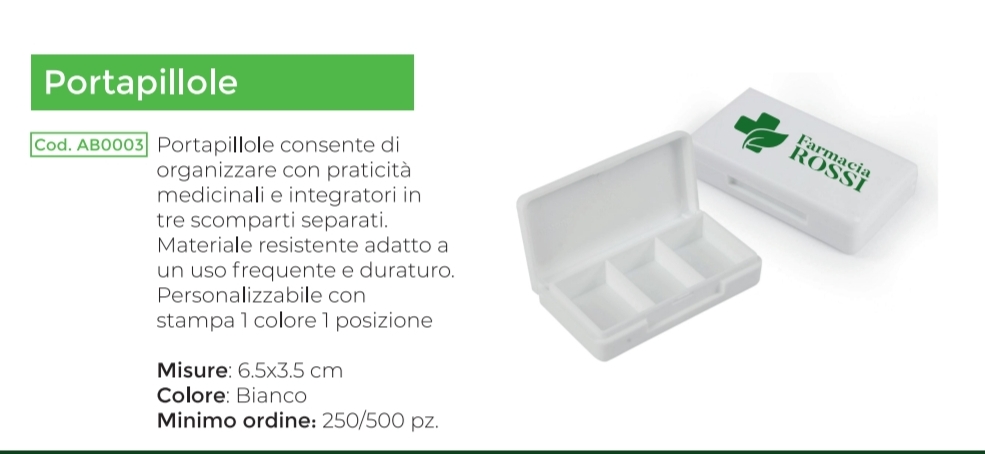 Portapillole
Cod. AB0003
Portapillole consente di
organizzare con praticità
medicinali e integratori in
tre scomparti separati.
Materiale resistente adatto a
un uso frequente e duraturo.
Personalizzabile con
stampa 1 colore 1 posizione
Misure: 6.5x3.5 cm
Colore: Bianco
Minimo ordine: 250/500 pz.
Farmacia
ROSSI